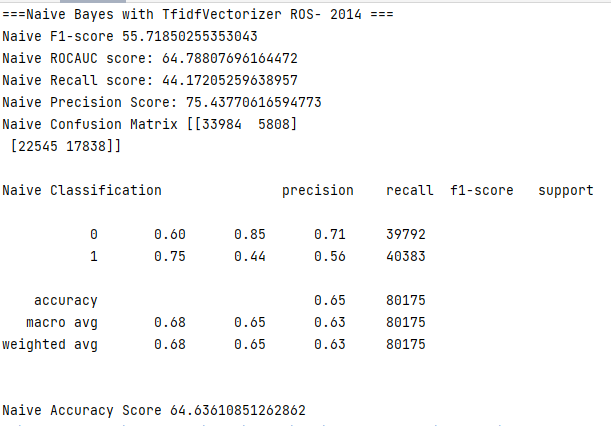 ===Naive Bayes with TfidfVectorizer ROS- 2014 ===
Naive F1-score 55.71850255353043
Naive ROCAUC score: 64.78807696164472
Naive Recall score: 44.17205259638957
Naive Precision Score: 75.43770616594773
Naive Confusion Matrix [[33984  5808]
 [22545 17838]]
Naive Classification               precision    recall  f1-score   support
           0       0.60      0.85      0.71     39792
           1       0.75      0.44      0.56     40383
    accuracy                           0.65     80175
   macro avg       0.68      0.65      0.63     80175
weighted avg       0.68      0.65      0.63     80175
Naive Accuracy Score 64.63610851262862